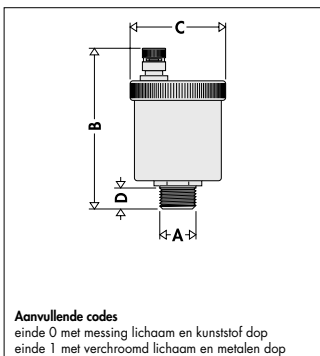 C
B
D
A
Aanvullende codes
einde 0 met messing lichaam en kunststof dop
einde 1 met verchroomd lichaam en metalen dop